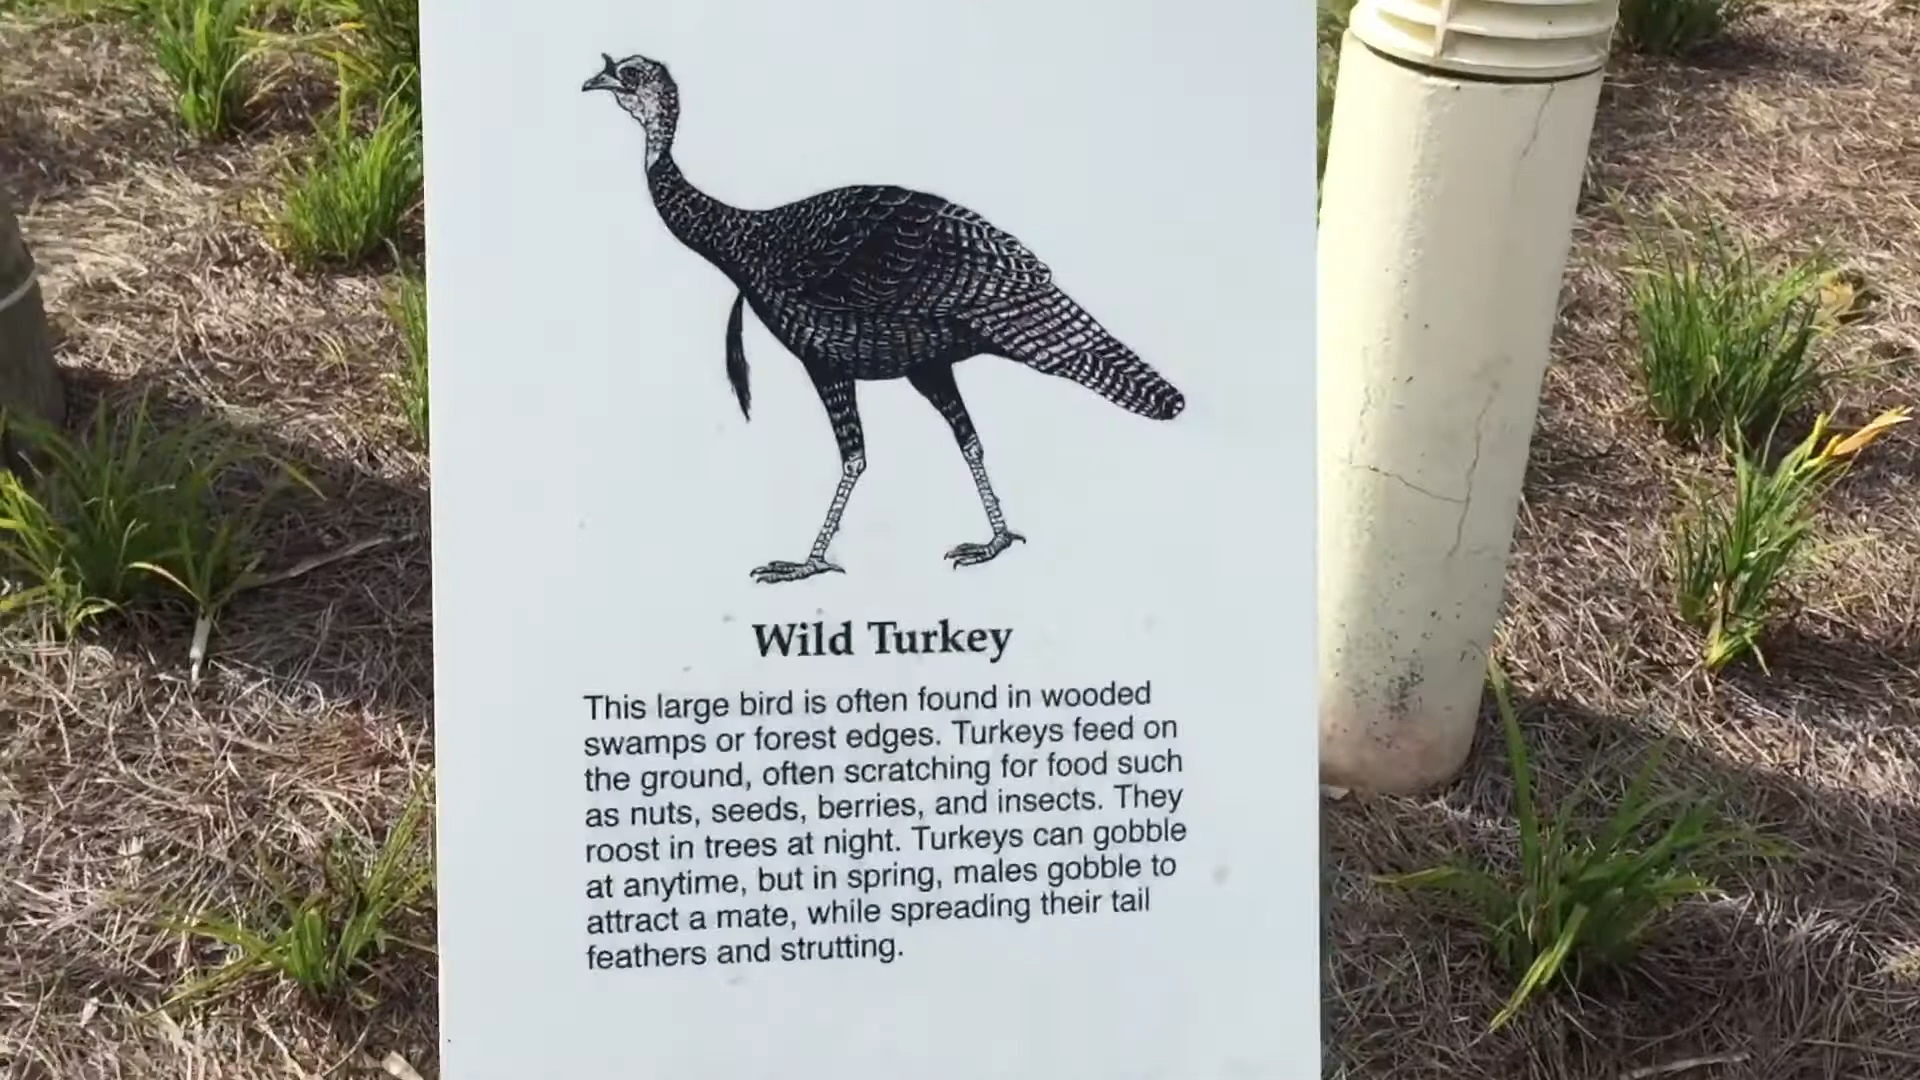 Wild Turkey
This large bird is often found in wooded
swamps or forest edges. Turkeys feed on
the ground, often scratching for food such
as nuts, seeds, berries, and insects. They
roost in trees at night. Turkeys can gobble
at anytime, but in spring, males gobble to
attract a mate, while spreading their tail
feathers and strutting.